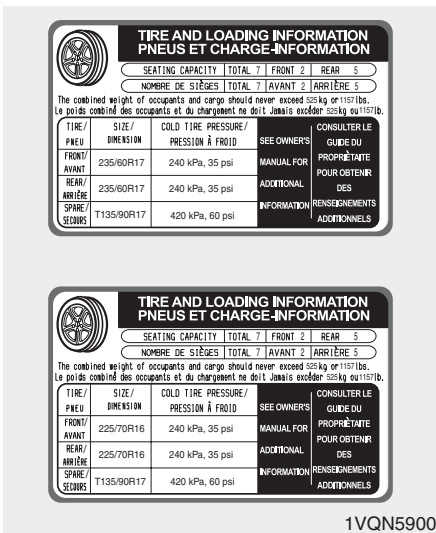 TIRE AND LOADING INFORMATION
PNEUS ET CHARGE-INFORMATION
SEATING CAPACITY TOTAL 7 FRONT 2 REAR 5
NOMBRE DE SIÈGES TOTAL 7 AVANT 2 ARRIÈRE 5
The combined weight of occupants and cargo should never exceed 525kg or 1157lbs.
Le poids combiné des occupants et du chargement ne doit Jamais excéder 525kg ou1157lb.
TIRE/ SIZE/ COLD TIRE PRESSURE/ CONSULTER LE
PNEU DIMENSION PRESSION À FROID SEE OWNER'S GUIDE DU
FRONT/ AVANT 235/60R17 240 kPa, 35 psi MANUAL FOR PROPRIÈTAITE
POUR OBTENIR
REAR/ ARRIÈRE 235/60R17 240 kPa, 35 psi ADDITIONAL DES
SPARE/ SECOURS T135/90R17 420 kPa, 60 psi INFORMATION RENSEIGNEMENTS
ADDITIONNELS
TIRE AND LOADING INFORMATION
PNEUS ET CHARGE-INFORMATION
SEATING CAPACITY TOTAL 7 FRONT 2 REAR 5
NOMBRE DE SIÈGES TOTAL 7 AVANT 2 ARRIÈRE 5
The combined weight of occupants and cargo should never exceed 525kg or 1157lbs.
Le poids combiné des occupants et du chargement ne doit Jamais excéder 525kg ou1157lb.
TIRE/ SIZE/ COLD TIRE PRESSURE/ CONSULTER LE
PNEU DIMENSION PRESSION À FROID SEE OWNER'S GUIDE DU
FRONT/ AVANT 225/70R16 240 kPa, 35 psi MANUAL FOR PROPRIÈTAITE
POUR OBTENIR
REAR/ ARRIÈRE 225/70R16 240 kPa, 35 psi ADDITIONAL DES
SPARE/ SECOURS T135/90R17 420 kPa, 60 psi INFORMATION RENSEIGNEMENTS
ADDITIONNELS
1VQN5900